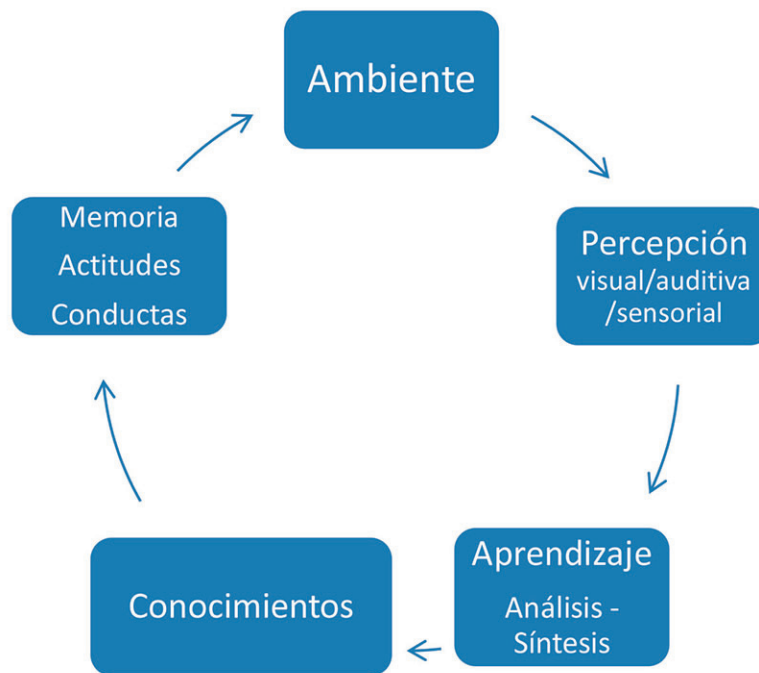 Ambiente
Percepción
visual/auditiva
/sensorial
Aprendizaje
Análisis -
Síntesis
Conocimientos
Memoria
Actitudes
Conductas